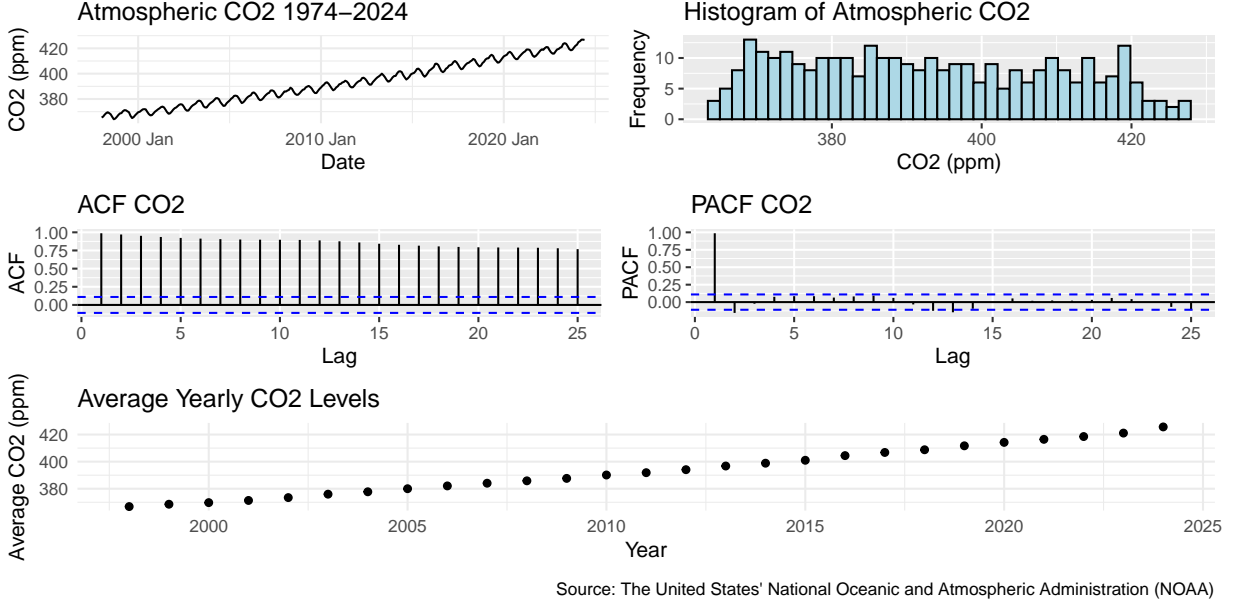 Atmospheric CO2 1974−2024
CO2 (ppm)
420
400
380
2000 Jan 2010 Jan 2020 Jan
Date
Histogram of Atmospheric CO2
Frequency
10
5
0
380 400 420
CO2 (ppm)
ACF CO2
ACF
1.00
0.75
0.50
0.25
0.00
0 5 10 15 20 25
Lag
PACF CO2
PACF
1.00
0.75
0.50
0.25
0.00
0 5 10 15 20 25
Lag
Average Yearly CO2 Levels
Average CO2 (ppm)
420
400
380
2000 2005 2010 2015 2020 2025
Year
Source: The United States' National Oceanic and Atmospheric Administration (NOAA)